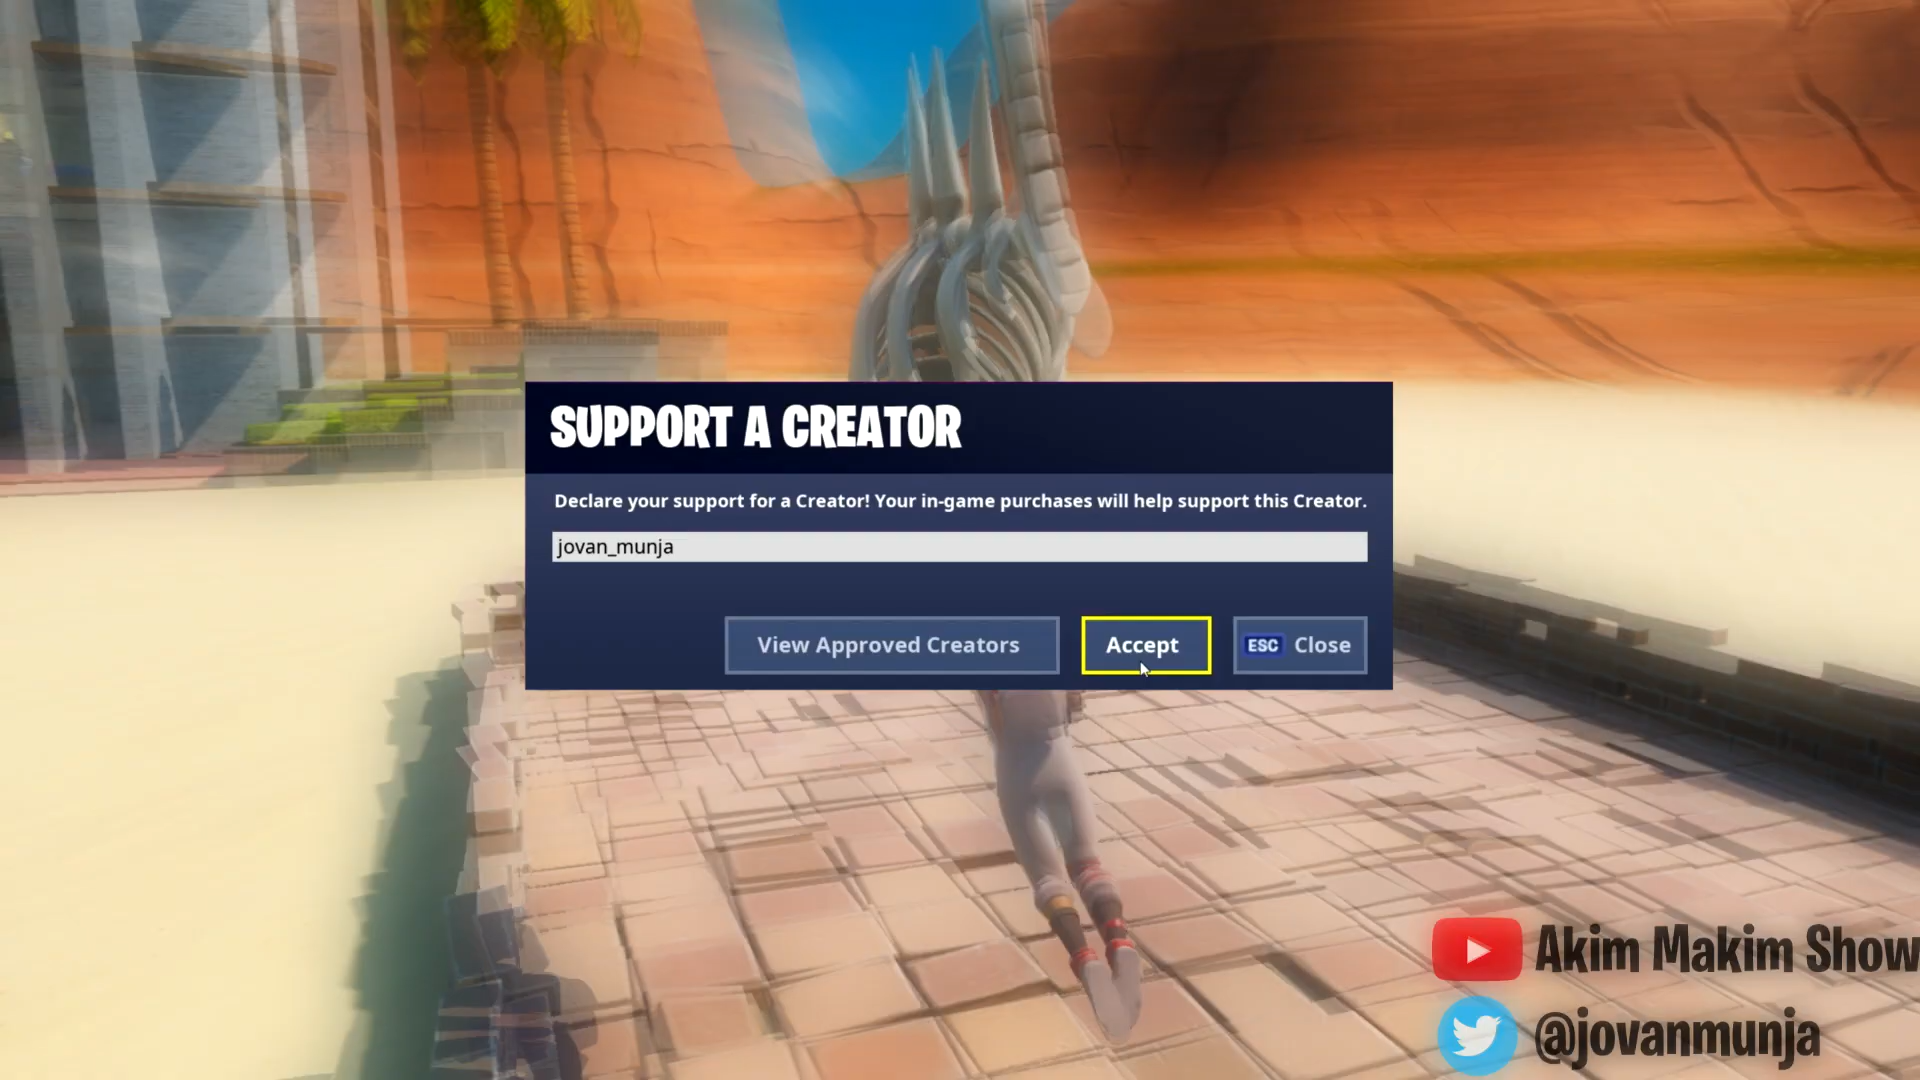 SUPPORT A CREATOR
Declare your support for a Creator! Your in-game purchases will help support this Creator.
jovan_munja
View Approved Creators
Accept
ESC Close
Akim Makim Show
@jovanmunja